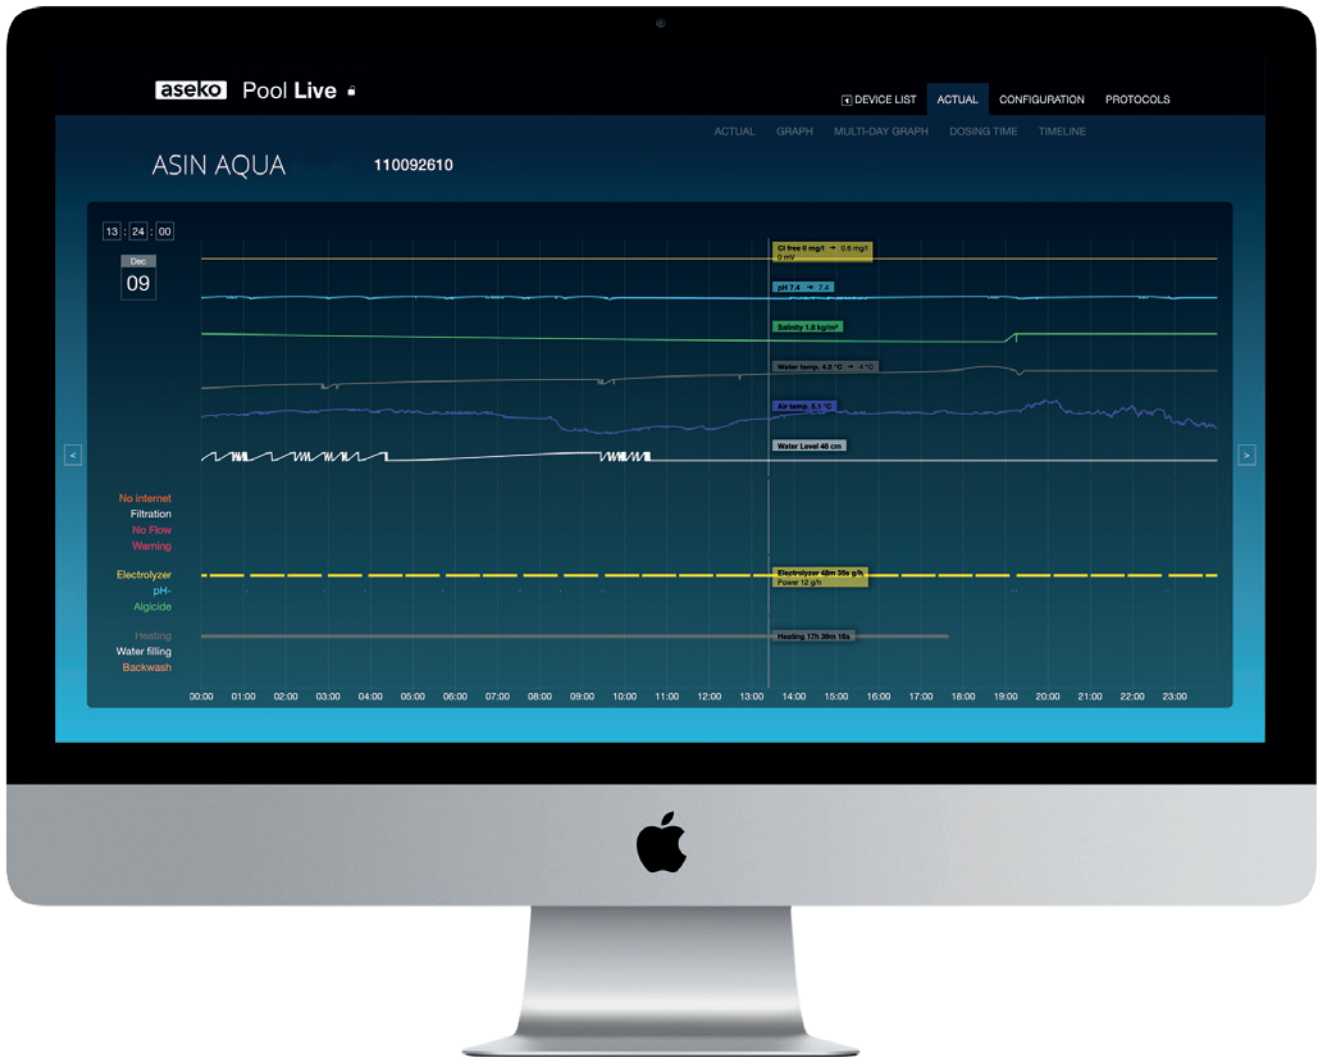 aseko Pool Live
DEVICE LIST ACTUAL CONFIGURATION PROTOCOLS
ACTUAL GRAPH MULTI-DAY GRAPH DOSING TIME TIMELINE
ASIN AQUA 110092610
13 : 24 : 00
Dec
09
Cl free 0 mg/l → 0.6 mg/l
0 mV
pH 7.4 → 7.4
Salinity 1.8 kg/m³
Water temp. 4.2 °C → 4 °C
Air temp. 5.1 °C
Water Level 48 cm
< >
No internet
Filtration
No Flow
Warning
Electrolyzer
Electrolyzer 48m 35s g/h
Power 12 g/h
pH-
Algicide
Heating
Heating 17h 39m 16s
Water filling
Backwash
00:00 01:00 02:00 03:00 04:00 05:00 06:00 07:00 08:00 09:00 10:00 11:00 12:00 13:00 14:00 15:00 16:00 17:00 18:00 19:00 20:00 21:00 22:00 23:00